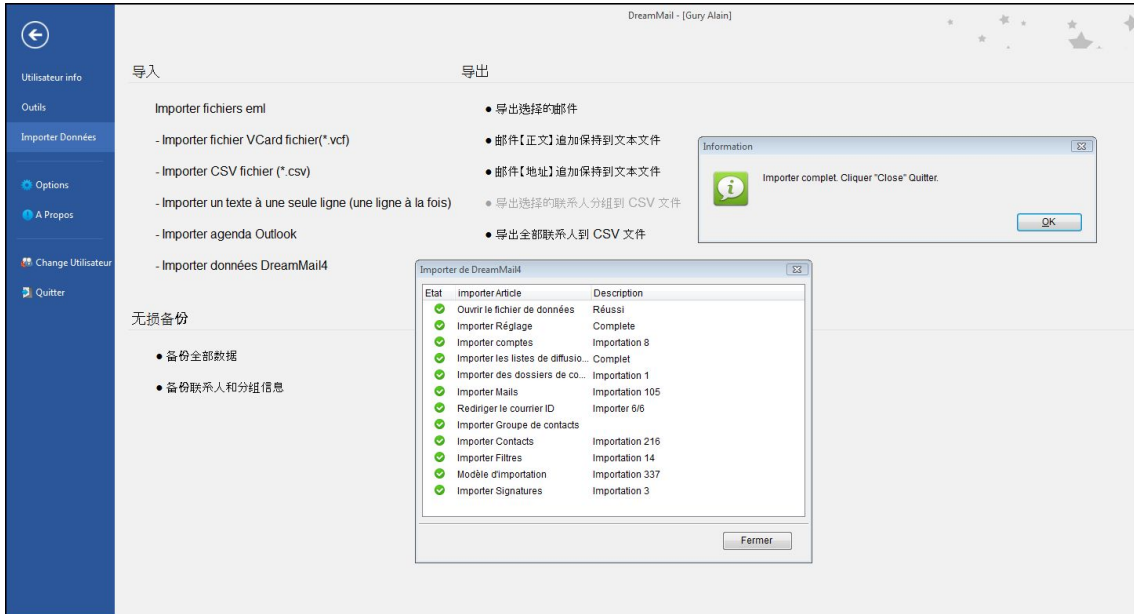 DreamMail - [Gury Alain]
Utilisateur info
Outils
Importer Données
Options
A Propos
Change Utilisateur
Quitter
导入
Importer fichiers eml
- Importer fichier VCard fichier(*.vcf)
- Importer CSV fichier (*.csv)
- Importer un texte à une seule ligne (une ligne à la fois)
- Importer agenda Outlook
- Importer données DreamMail4
导出
● 导出选择的邮件
● 邮件【正文】追加保持到文本文件
● 邮件【地址】追加保持到文本文件
● 导出选择的联系人分组到 CSV 文件
● 导出全部联系人到 CSV 文件
无损备份
● 备份全部数据
● 备份联系人和分组信息
Information
Importer complet. Cliquer "Close" Quitter.
OK
Importer de DreamMail4
Etat importer Article Description
Ouvrir le fichier de données Réussi
Importer Réglage Complete
Importer comptes Importation 8
Importer les listes de diffusio... Complet
Importer des dossiers de co... Importation 1
Importer Mails Importation 105
Rediriger le courrier ID Importer 6/6
Importer Groupe de contacts
Importer Contacts Importation 216
Importer Filtres Importation 14
Modèle d'importation Importation 337
Importer Signatures Importation 3
Fermer